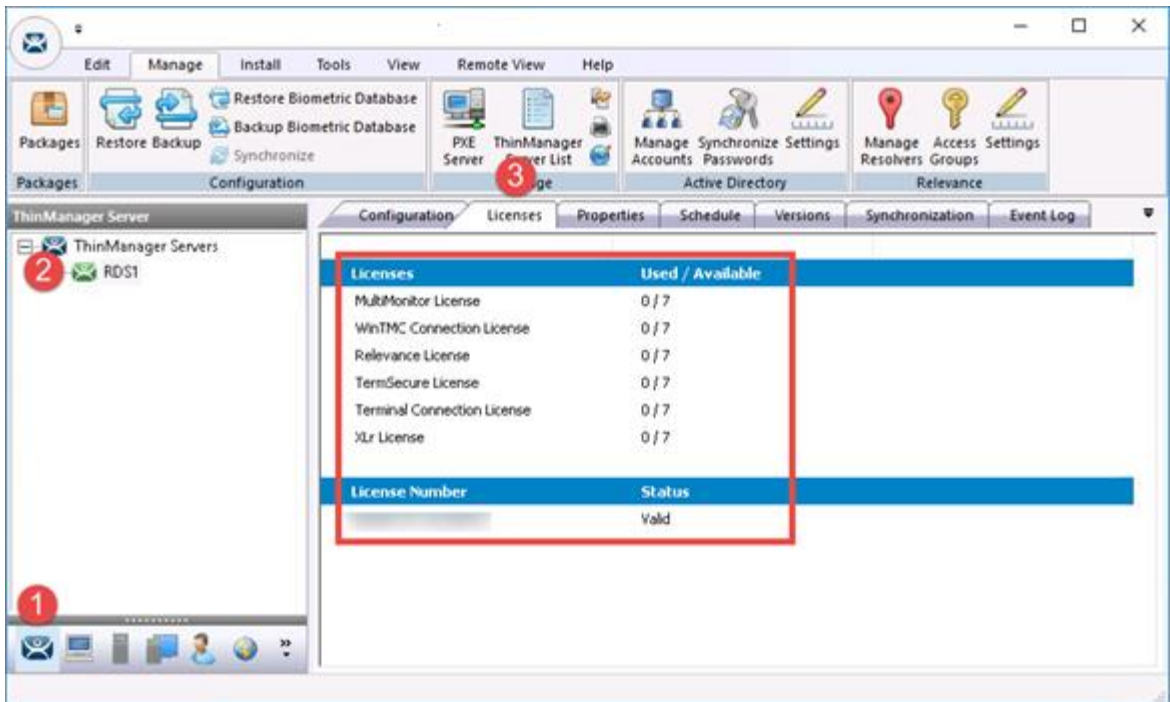 Edit Manage Install Tools View Remote View Help
Packages
Restore Backup
Restore Biometric Database
Backup Biometric Database
Synchronize
PXE Server
ThinManager Server List
Manage Accounts
Synchronize Passwords
Settings
Manage Resolvers
Access Groups
Settings
Packages Configuration Active Directory Relevance
3
ThinManager Server
Configuration Licenses Properties Schedule Versions Synchronization Event Log
ThinManager Servers
2 RDS1
Licenses Used / Available
MultiMonitor License 0 / 7
WinTMC Connection License 0 / 7
Relevance License 0 / 7
TermSecure License 0 / 7
Terminal Connection License 0 / 7
XLr License 0 / 7
License Number Status
Valid
1